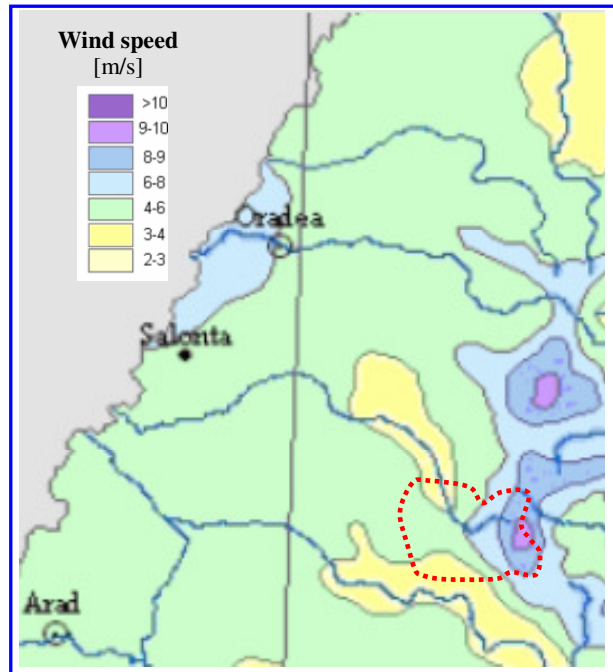 Wind speed
[m/s]
>10
9-10
8-9
6-8
4-6
3-4
2-3
Oradea
Salonta
Arad